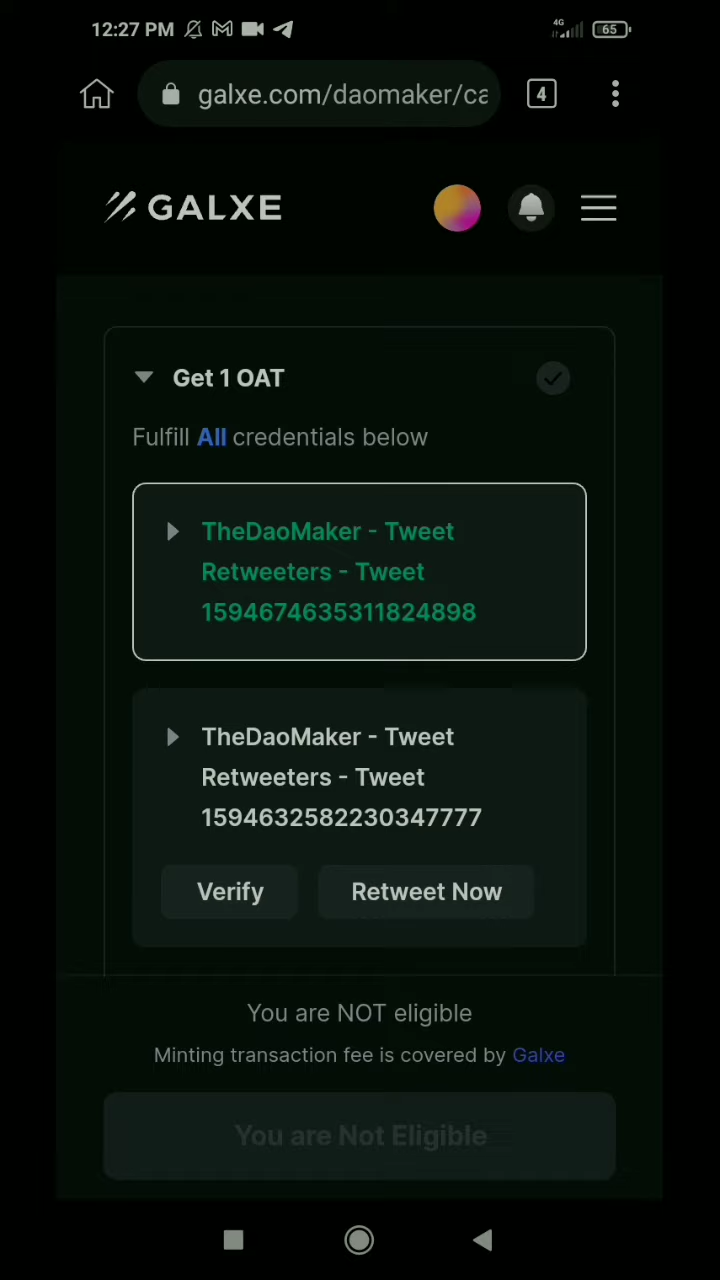 12:27 PM 4G 65
galxe.com/daomaker/ca 4
GALXE
Get 1 OAT
Fulfill All credentials below
TheDaoMaker - Tweet
Retweeters - Tweet
1594674635311824898
TheDaoMaker - Tweet
Retweeters - Tweet
1594632582230347777
Verify Retweet Now
You are NOT eligible
Minting transaction fee is covered by Galxe
You are Not Eligible